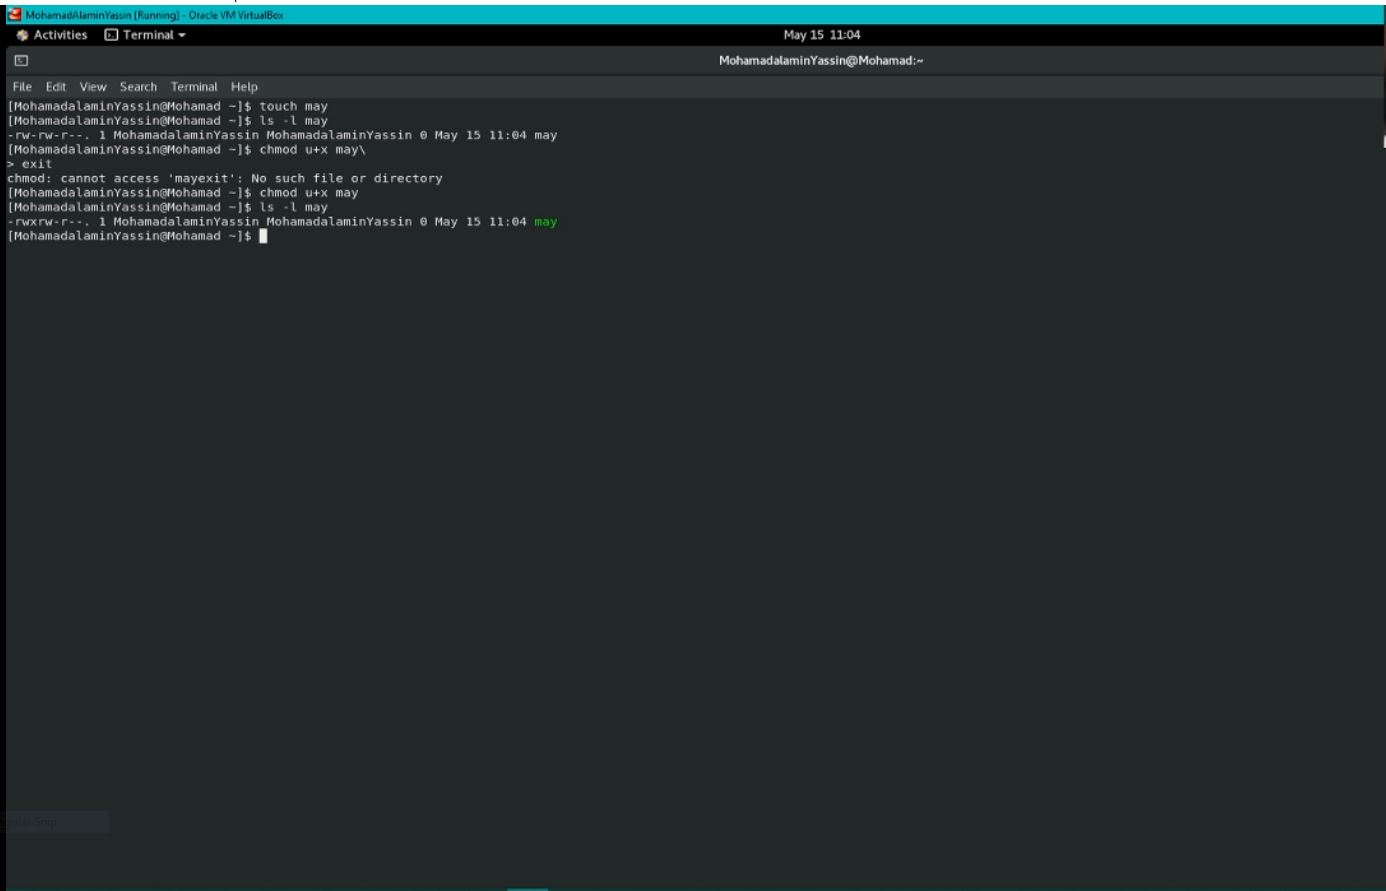 MohamadAlaminYassin [Running] - Oracle VM VirtualBox
Activities Terminal May 15 11:04
MohamadalaminYassin@Mohamad:~
File Edit View Search Terminal Help
[MohamadalaminYassin@Mohamad ~]$ touch may
[MohamadalaminYassin@Mohamad ~]$ ls -l may
-rw-rw-r--. 1 MohamadalaminYassin MohamadalaminYassin 0 May 15 11:04 may
[MohamadalaminYassin@Mohamad ~]$ chmod u+x may\
> exit
chmod: cannot access 'mayexit': No such file or directory
[MohamadalaminYassin@Mohamad ~]$ chmod u+x may
[MohamadalaminYassin@Mohamad ~]$ ls -l may
-rwxrw-r--. 1 MohamadalaminYassin MohamadalaminYassin 0 May 15 11:04 may
[MohamadalaminYassin@Mohamad ~]$
Snip